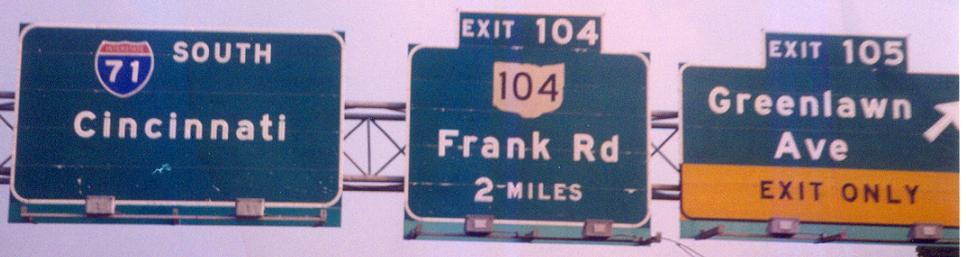 INTERSTATE
71
SOUTH
Cincinnati
EXIT 104
104
Frank Rd
2 MILES
EXIT 105
Greenlawn
Ave
EXIT ONLY